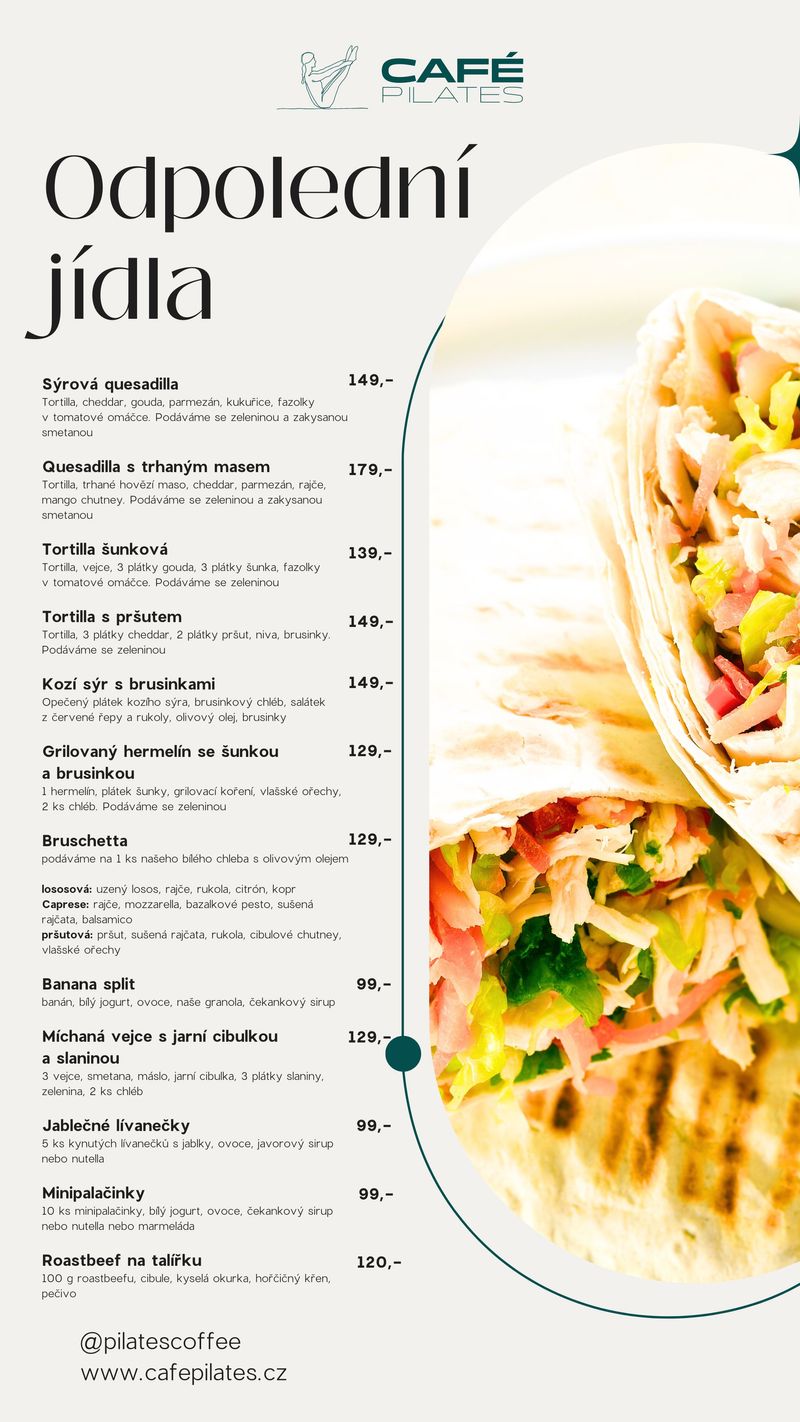 CAFÉ
PILATES
Odpolední
jídla
Sýrová quesadilla 149,-
Tortilla, cheddar, gouda, parmezán, kukuřice, fazolky
v tomatové omáčce. Podáváme se zeleninou a zakysanou
smetanou
Quesadilla s trhaným masem 179,-
Tortilla, trhané hovězí maso, cheddar, parmezán, rajče,
mango chutney. Podáváme se zeleninou a zakysanou
smetanou
Tortilla šunková 139,-
Tortilla, vejce, 3 plátky gouda, 3 plátky šunka, fazolky
v tomatové omáčce. Podáváme se zeleninou
Tortilla s pršutem 149,-
Tortilla, 3 plátky cheddar, 2 plátky pršut, niva, brusinky.
Podáváme se zeleninou
Kozí sýr s brusinkami 149,-
Opečený plátek kozího sýra, brusinkový chléb, salátek
z červené řepy a rukoly, olivový olej, brusinky
Grilovaný hermelín se šunkou 129,-
a brusinkou
1 hermelín, plátek šunky, grilovací koření, vlašské ořechy,
2 ks chléb. Podáváme se zeleninou
Bruschetta 129,-
podáváme na 1 ks našeho bílého chleba s olivovým olejem
lososová: uzený losos, rajče, rukola, citrón, kopr
Caprese: rajče, mozzarella, bazalkové pesto, sušená
rajčata, balsamico
pršutová: pršut, sušená rajčata, rukola, cibulové chutney,
vlašské ořechy
Banana split 99,-
banán, bílý jogurt, ovoce, naše granola, čekankový sirup
Míchaná vejce s jarní cibulkou 129,-
a slaninou
3 vejce, smetana, máslo, jarní cibulka, 3 plátky slaniny,
zelenina, 2 ks chléb
Jablečné lívanečky 99,-
5 ks kynutých lívanečků s jablky, ovoce, javorový sirup
nebo nutella
Minipalačinky 99,-
10 ks minipalačinky, bílý jogurt, ovoce, čekankový sirup
nebo nutella nebo marmeláda
Roastbeef na talířku 120,-
100 g roastbeefu, cibule, kyselá okurka, hořčičný křen,
pečivo
@pilatescoffee
www.cafepilates.cz